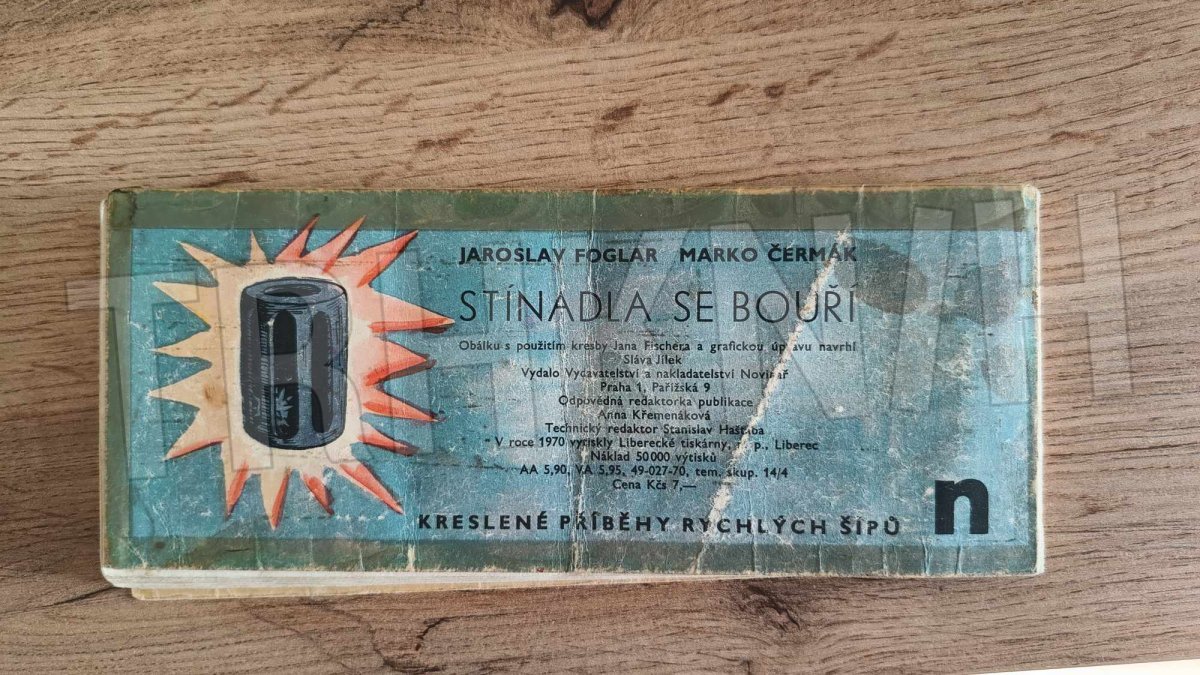 JAROSLAV FOGLAR MARKO ČERMÁK
STÍNADLA SE BOUŘÍ
Obálku s použitím kresby Jana Fischera a grafickou úpravu navrhl
Sláva Jílek
Vydalo Vydavatelství a nakladatelství Novinář
Praha 1, Pařížská 9
Odpovědná redaktorka publikace
Anna Křemenáková
Technický redaktor Stanislav
V roce 1970 vytiskly Liberecké tiskárny, p., Liberec
Náklad 50 000 výtisků
AA 5,90, VA 5,95, 49-027-70, tem. skup. 14/4
Cena Kčs 7,—
KRESLENÉ PŘÍBĚHY RYCHLÝCH ŠÍPŮ
n